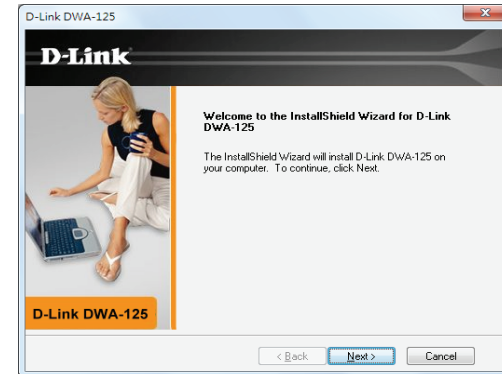 D-Link DWA-125
D-Link
Welcome to the InstallShield Wizard for D-Link
DWA-125
The InstallShield Wizard will install D-Link DWA-125 on
your computer. To continue, click Next.
D-Link DWA-125
< Back
Next >
Cancel